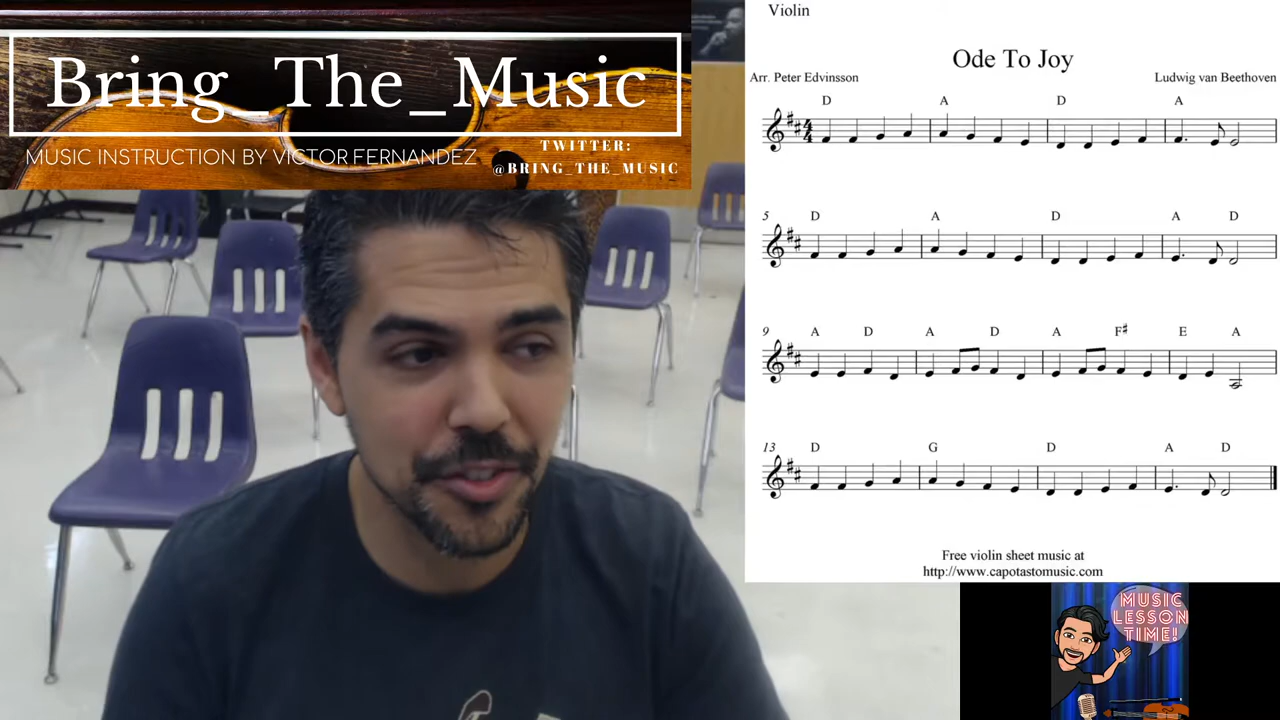 Bring_The_Music
MUSIC INSTRUCTION BY VICTOR FERNANDEZ
TWITTER:
@BRING_THE_MUSIC
Violin
Ode To Joy
Arr. Peter Edvinsson
Ludwig van Beethoven
D A D A
5
D A D A D
9
A D A D A F# E A
13
D G D A D
Free violin sheet music at
http://www.capotastomusic.com
MUSIC
LESSON
TIME!